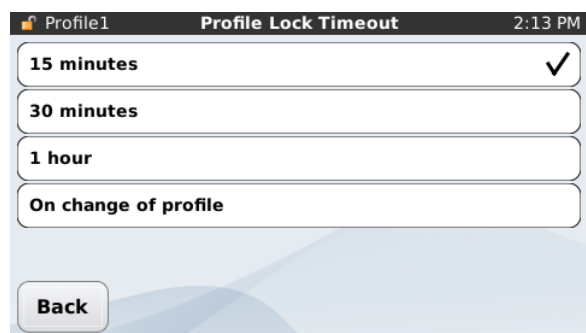 Profile1 Profile Lock Timeout 2:13 PM
15 minutes
30 minutes
1 hour
On change of profile
Back